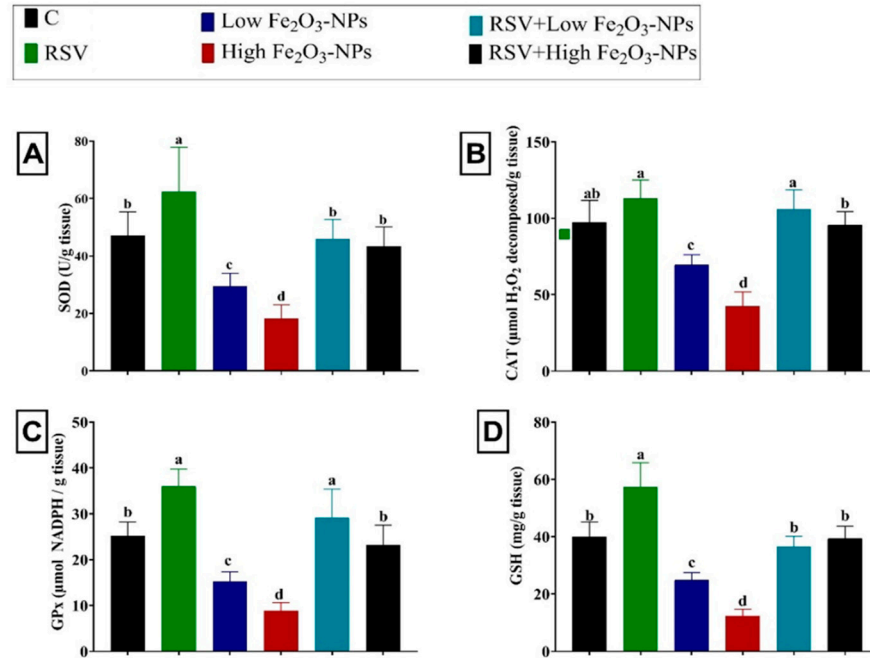 C
Low Fe₂O₃-NPs
RSV+Low Fe₂O₃-NPs
RSV
High Fe₂O₃-NPs
RSV+High Fe₂O₃-NPs
A
SOD (U/g tissue)
80
60
40
20
0
b
a
c
d
b
b
B
CAT (μmol H₂O₂ decomposed/g tissue)
150
100
50
0
ab
a
c
d
a
b
C
GPx (μmol NADPH / g tissue)
50
40
30
20
10
0
b
a
c
d
a
b
D
GSH (mg/g tissue)
80
60
40
20
0
b
a
c
d
b
b